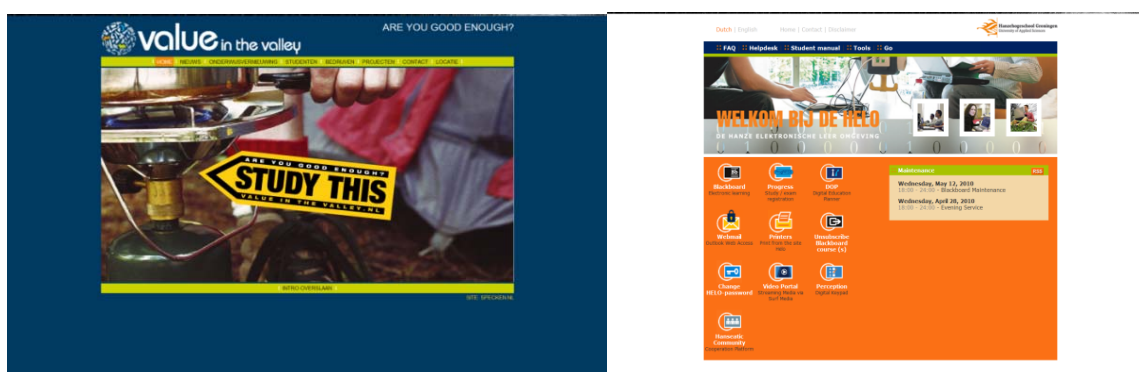 ARE YOU GOOD ENOUGH?
value in the valley
HOME | NIEUWS | ONDERWIJSVERNIEUWING | STUDENTEN | BEDRIJVEN | PROJECTEN | CONTACT | LOCATIE
ARE YOU GOOD ENOUGH?
STUDY THIS
VALUE IN THE VALLEY.NL
INTRO OVERSLAAN
SITE: SPECKEN.NL
Hanzehogeschool Groningen
University of Applied Sciences
Dutch | English Home | Contact | Disclaimer
FAQ Helpdesk Student manual Tools Go
WELKOM BIJ DE HELO
DE HANZE ELEKTRONISCHE LEER OMGEVING
Blackboard
Electronic learning
Progress
Grade / exam
registration
DOP
Digital Education
Planner
Webmail
Outlook Web Access
Printers
Print from the site
Helo
Unsubscribe
Blackboard
course (s)
Change
HELO-password
Video Portal
Streaming Media via
Surf Media
Perception
Digital
Community
Cooperation Platform
Maintenance RSS
Wednesday, May 12, 2010
18:00 - 24:00 - Blackboard Maintenance
Wednesday, April 28, 2010
18:00 - 24:00 - Evening Service